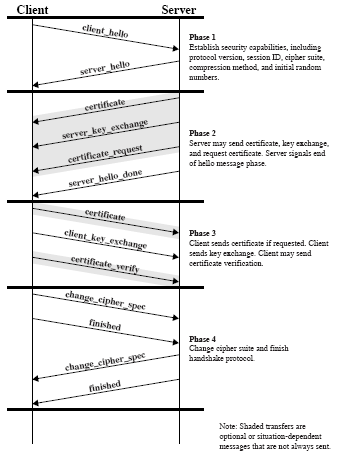 Client
Server
client_hello
server_hello
Phase 1
Establish security capabilities, including
protocol version, session ID, cipher suite,
compression method, and initial random
numbers.
certificate
server_key_exchange
certificate_request
server_hello_done
Phase 2
Server may send certificate, key exchange,
and request certificate. Server signals end
of hello message phase.
certificate
client_key_exchange
certificate_verify
Phase 3
Client sends certificate if requested. Client
sends key exchange. Client may send
certificate verification.
change_cipher_spec
finished
change_cipher_spec
finished
Phase 4
Change cipher suite and finish
handshake protocol.
Note: Shaded transfers are
optional or situation-dependent
messages that are not always sent.